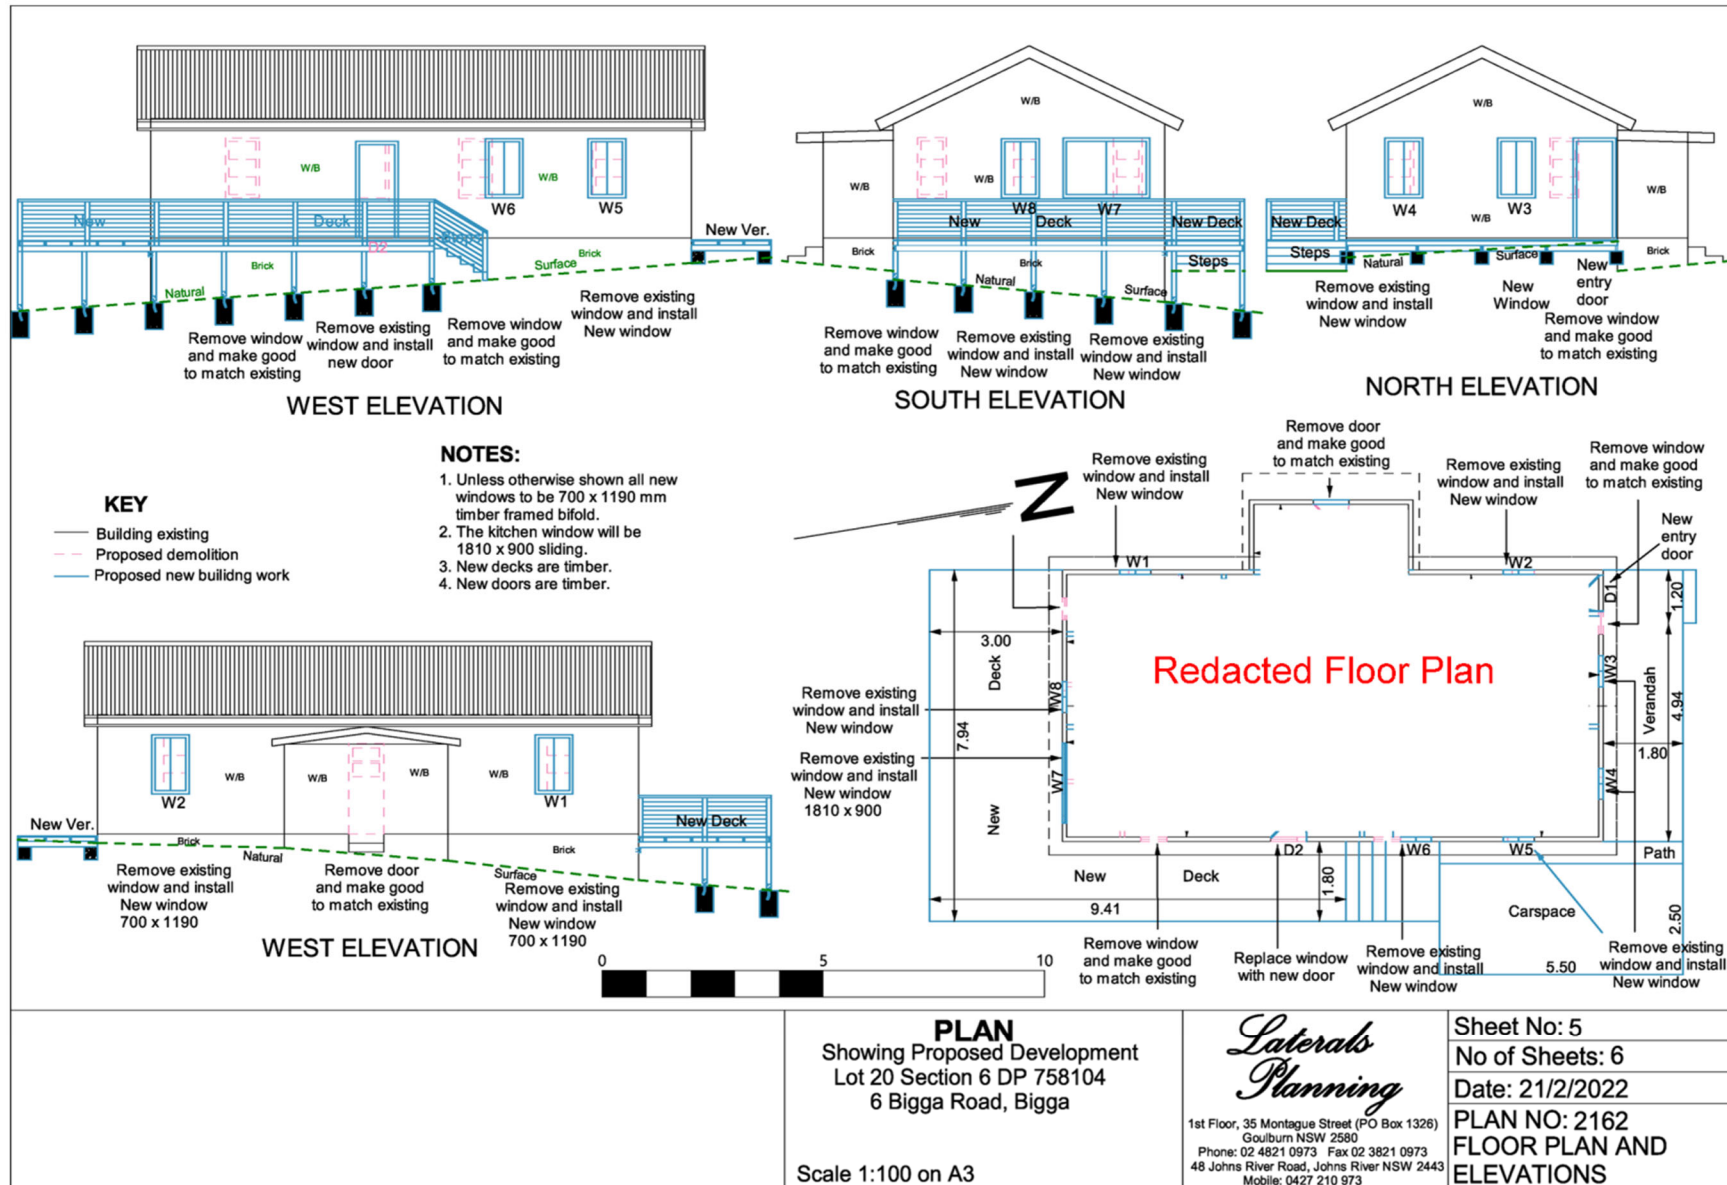 W/B
W/B
W6
W5
New
Deck
Steps
D2
New Ver.
Brick
Brick
Surface
Natural
Remove window
and make good
to match existing
Remove existing
window and install
new door
Remove window
and make good
to match existing
Remove existing
window and install
New window
WEST ELEVATION
W/B
W/B
W/B
W8
W7
New
Deck
New Deck
Brick
Brick
Steps
Natural
Surface
Remove window
and make good
to match existing
Remove existing
window and install
New window
Remove existing
window and install
New window
SOUTH ELEVATION
W/B
W/B
W/B
W4
W3
New Deck
Steps
Natural
Surface
Brick
Remove existing
window and install
New window
New
Window
New
entry
door
Remove window
and make good
to match existing
NORTH ELEVATION
KEY
Building existing
Proposed demolition
Proposed new builidng work
NOTES:
1. Unless otherwise shown all new
windows to be 700 x 1190 mm
timber framed bifold.
2. The kitchen window will be
1810 x 900 sliding.
3. New decks are timber.
4. New doors are timber.
W2
W/B
W/B
W/B
W/B
W1
New Ver.
New Deck
Brick
Natural
Brick
Surface
Remove existing
window and install
New window
700 x 1190
Remove door
and make good
to match existing
Remove existing
window and install
New window
700 x 1190
WEST ELEVATION
N
Remove existing
window and install
New window
Remove door
and make good
to match existing
Remove existing
window and install
New window
Remove window
and make good
to match existing
New
entry
door
W1
W2
D1
1.20
3.00
Deck
7.94
New
W8
W7
Redacted Floor Plan
W3
Verandah
4.94
1.80
W4
Remove existing
window and install
New window
Remove existing
window and install
New window
1810 x 900
D2
W6
W5
Path
New
Deck
1.80
9.41
Carspace
2.50
5.50
Remove window
and make good
to match existing
Replace window
with new door
Remove existing
window and install
New window
Remove existing
window and install
New window
0
5
10
PLAN
Showing Proposed Development
Lot 20 Section 6 DP 758104
6 Bigga Road, Bigga
Scale 1:100 on A3
Laterals
Planning
1st Floor, 35 Montague Street (PO Box 1326)
Goulburn NSW 2580
Phone: 02 4821 0973 Fax 02 3821 0973
48 Johns River Road, Johns River NSW 2443
Mobile: 0427 210 973
Sheet No: 5
No of Sheets: 6
Date: 21/2/2022
PLAN NO: 2162
FLOOR PLAN AND
ELEVATIONS